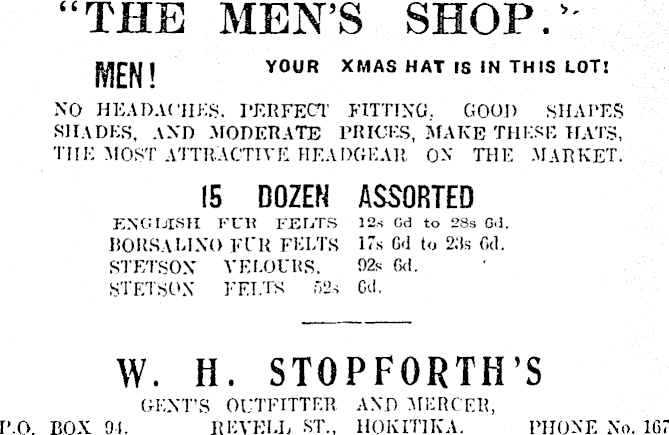 "THE MEN'S SHOP."
MEN! YOUR XMAS HAT IS IN THIS LOT!
NO HEADACHES, PERFECT FITTING, GOOD SHAPES
SHADES, AND MODERATE PRICES, MAKE THESE HATS,
THE MOST ATTRACTIVE HEADGEAR ON THE MARKET.
15 DOZEN ASSORTED
ENGLISH FUR FELTS 12s 6d to 28s 6d.
BORSALINO FUR FELTS 17s 6d to 23s 6d.
STETSON VELOURS, 92s 6d.
STETSON FELTS 52s 6d.
W. H. STOPFORTH'S
GENT'S OUTFITTER AND MERCER,
P.O. BOX 94. REVELL ST., HOKITIKA. PHONE No. 167